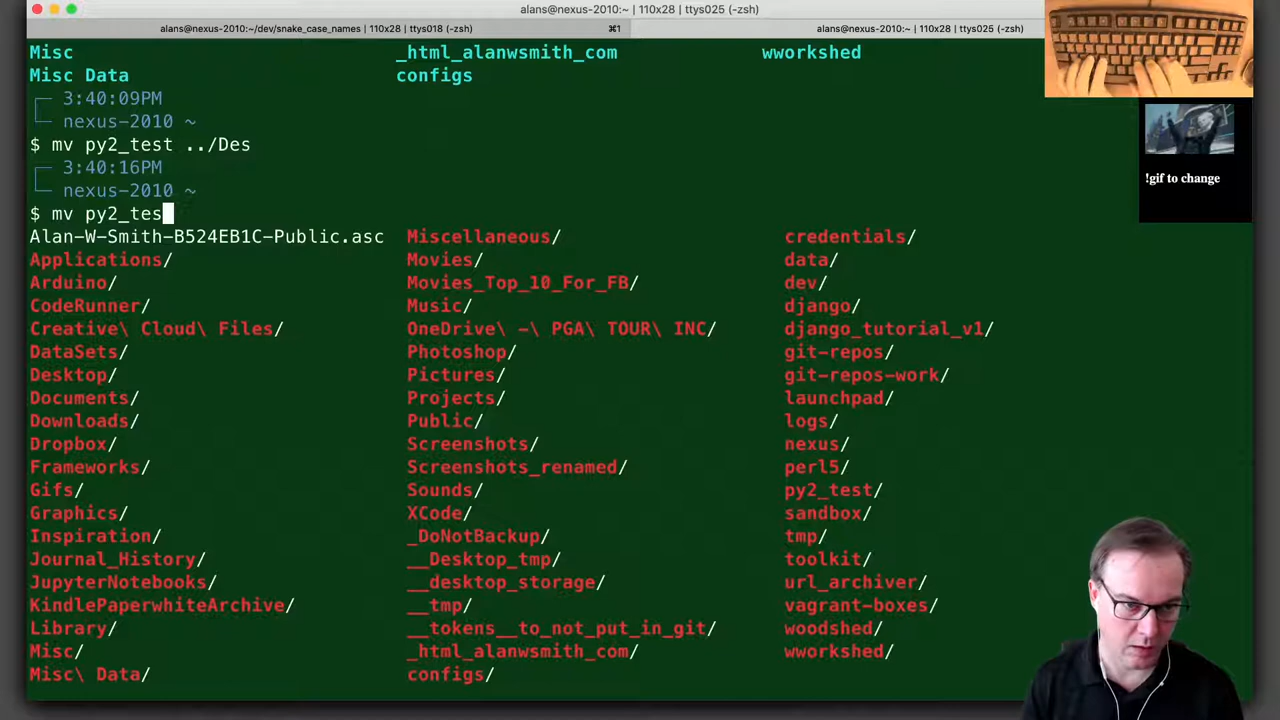 alans@nexus-2010:~ | 110x28 | ttys025 (-zsh)
alans@nexus-2010:~/dev/snake_case_names | 110x28 | ttys018 (-zsh) ⌘1 alans@nexus-2010:~ | 110x28 | ttys025 (-zsh)
Misc _html_alanwsmith_com wworkshed
Misc Data configs
3:40:09PM
nexus-2010 ~
$ mv py2_test ../Des
3:40:16PM
nexus-2010 ~
$ mv py2_tes
Alan-W-Smith-B524EB1C-Public.asc Miscellaneous/ credentials/
Applications/ Movies/ data/
Arduino/ Movies_Top_10_For_FB/ dev/
CodeRunner/ Music/ django/
Creative\ Cloud\ Files/ OneDrive\ -\ PGA\ TOUR\ INC/ django_tutorial_v1/
DataSets/ Photoshop/ git-repos/
Desktop/ Pictures/ git-repos-work/
Documents/ Projects/ launchpad/
Downloads/ Public/ logs/
Dropbox/ Screenshots/ nexus/
Frameworks/ Screenshots_renamed/ perl5/
Gifs/ Sounds/ py2_test/
Graphics/ XCode/ sandbox/
Inspiration/ _DoNotBackup/ tmp/
Journal_History/ __Desktop_tmp/ toolkit/
JupyterNotebooks/ __desktop_storage/ url_archiver/
KindlePaperwhiteArchive/ __tmp/ vagrant-boxes/
Library/ __tokens__to_not_put_in_git/ woodshed/
Misc/ _html_alanwsmith_com/ wworkshed/
Misc\ Data/ configs/
!gif to change